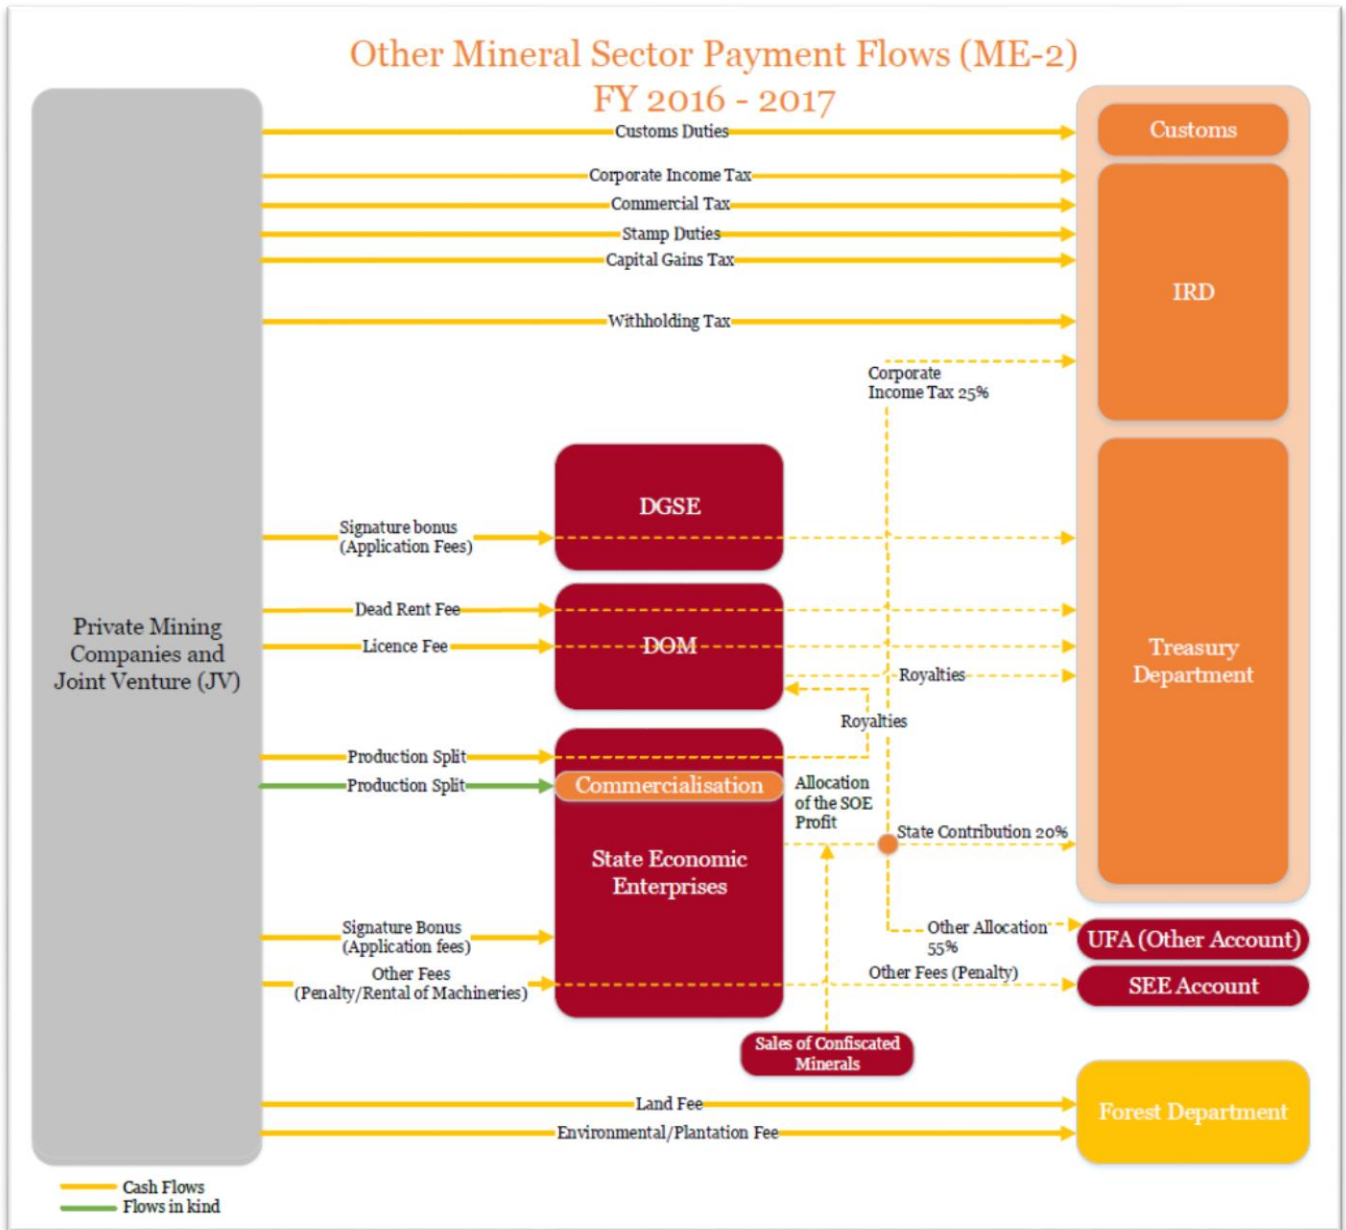 Other Mineral Sector Payment Flows (ME-2)
FY 2016 - 2017
Customs Duties
Customs
Corporate Income Tax
Commercial Tax
Stamp Duties
Capital Gains Tax
IRD
Withholding Tax
Corporate
Income Tax 25%
DGSE
Signature bonus
(Application Fees)
Dead Rent Fee
Private Mining
Companies and
Joint Venture (JV)
Licence Fee
DOM
Treasury
Department
Royalties
Royalties
Production Split
Production Split
Commercialisation
Allocation
of the SOE
Profit
State Contribution 20%
State Economic
Enterprises
Signature Bonus
(Application fees)
Other Allocation
55%
UFA (Other Account)
Other Fees
(Penalty/Rental of Machineries)
Other Fees (Penalty)
SEE Account
Sales of Confiscated
Minerals
Land Fee
Forest Department
Environmental/Plantation Fee
Cash Flows
Flows in kind